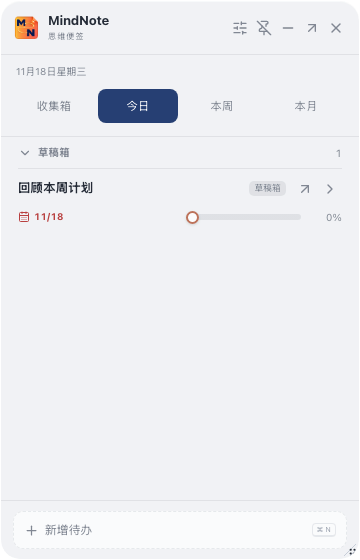 MN
MindNote
思维便签
11月18日星期三
收集箱 今日 本周 本月
草稿箱 1
回顾本周计划 草稿箱
11/18 0%
新增待办 ⌘ N